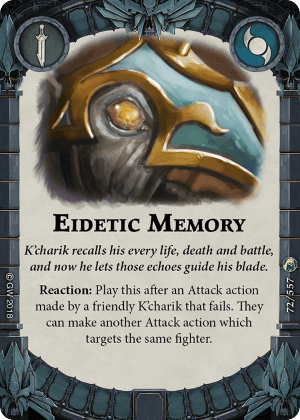 EIDETIC MEMORY
K'charik recalls his every life, death and battle,
and now he lets those echoes guide his blade.
Reaction: Play this after an Attack action
made by a friendly K'charik that fails. They
can make another Attack action which
targets the same fighter.
© GW 2018
72/557